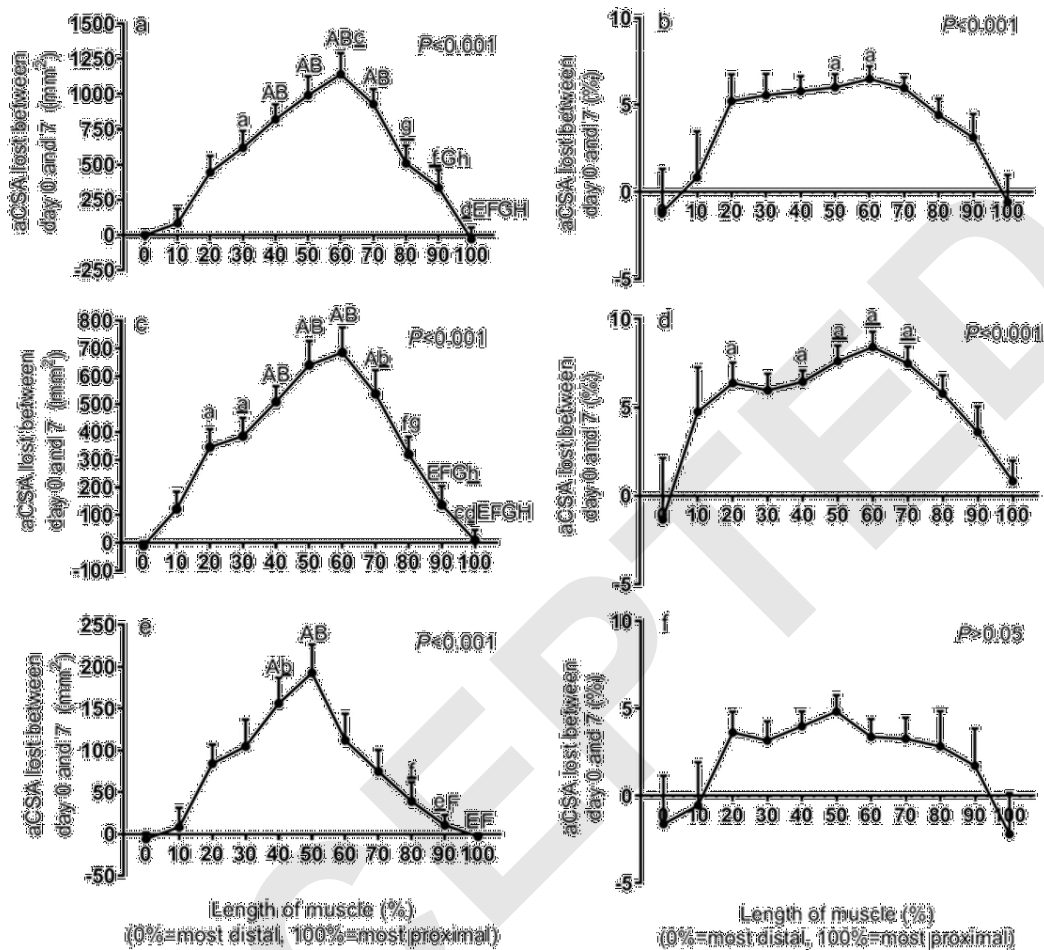 a
P<0.001
aCSA lost between
day 0 and 7 (mm²)
1500
1250
1000
750
500
250
0
-250
a
AB
AB
ABc
AB
g
fGh
dEFGH
0 10 20 30 40 50 60 70 80 90 100
b
P<0.001
aCSA lost between
day 0 and 7 (%)
10
5
0
-5
a
a
0 10 20 30 40 50 60 70 80 90 100
c
P<0.001
aCSA lost between
day 0 and 7 (mm²)
800
700
600
500
400
300
200
100
0
-100
a
a
AB
AB
AB
Ab
fg
EFGh
cdEFGH
0 10 20 30 40 50 60 70 80 90 100
d
P<0.001
aCSA lost between
day 0 and 7 (%)
10
5
0
-5
a
a
a
a
a
0 10 20 30 40 50 60 70 80 90 100
e
P<0.001
aCSA lost between
day 0 and 7 (mm²)
250
200
150
100
50
0
-50
Ab
AB
f
eF
EF
0 10 20 30 40 50 60 70 80 90 100
Length of muscle (%)
(0%=most distal, 100%=most proximal)
f
P>0.05
aCSA lost between
day 0 and 7 (%)
10
5
0
-5
0 10 20 30 40 50 60 70 80 90 100
Length of muscle (%)
(0%=most distal, 100%=most proximal)
CEPTED